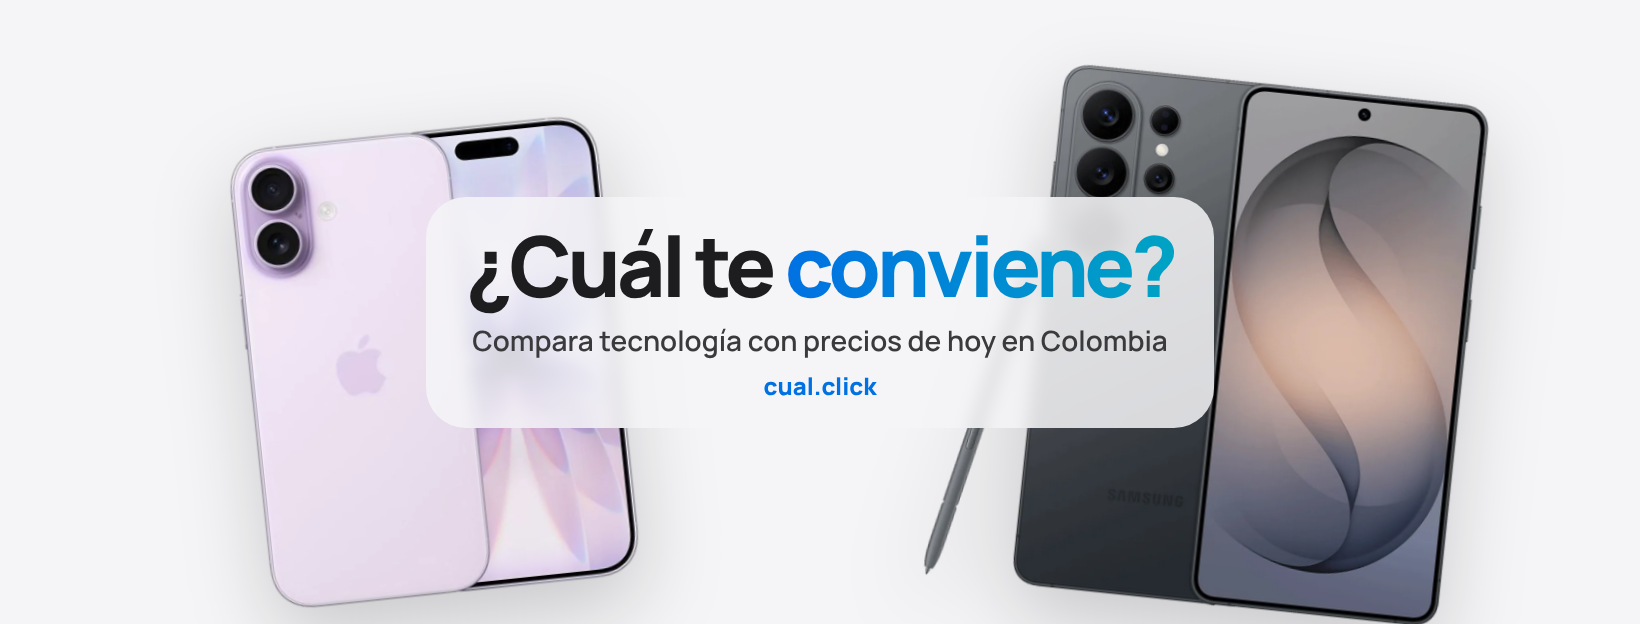 ¿Cuál te conviene?
Compara tecnología con precios de hoy en Colombia
cual.click
SAMSUNG